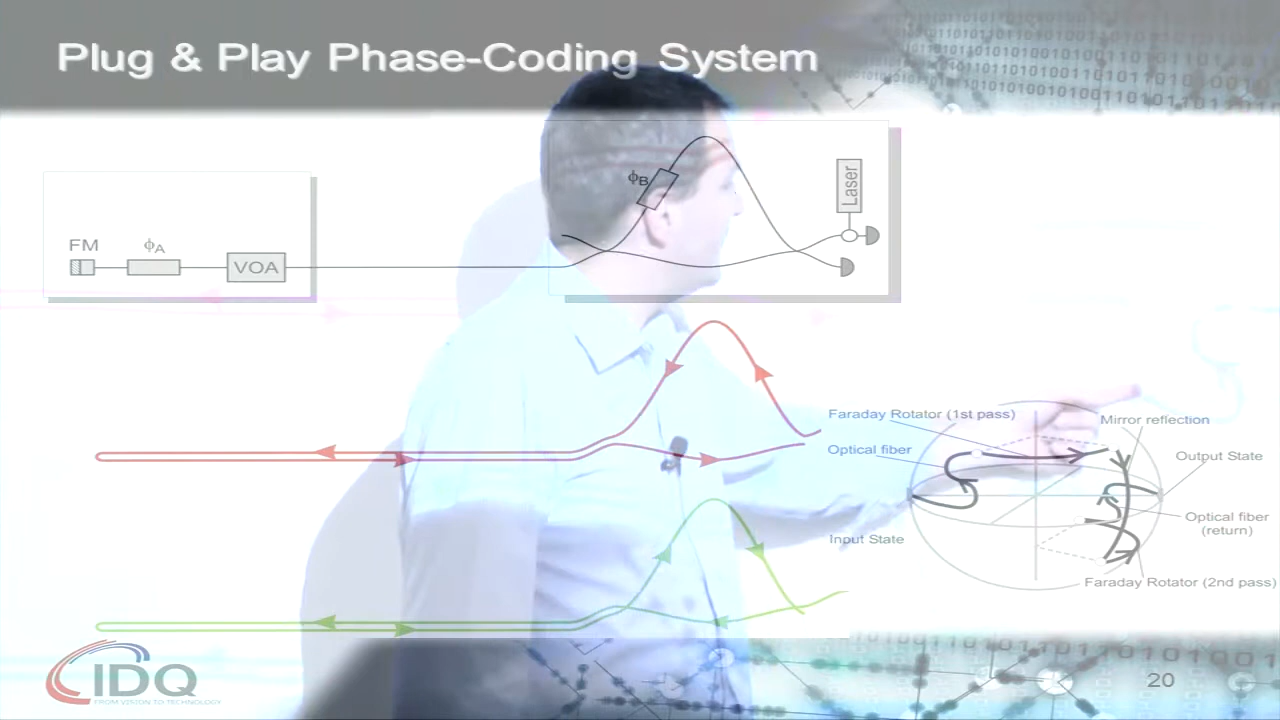 Plug & Play Phase-Coding System
FM
ϕA
VOA
ϕB
Laser
Faraday Rotator (1st pass)
Mirror reflection
Optical fiber
Output State
Optical fiber
(return)
Input State
Faraday Rotator (2nd pass)
IDQ
FROM VISION TO TECHNOLOGY
20